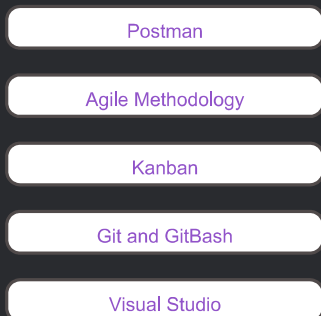 Postman
Agile Methodology
Kanban
Git and GitBash
Visual Studio